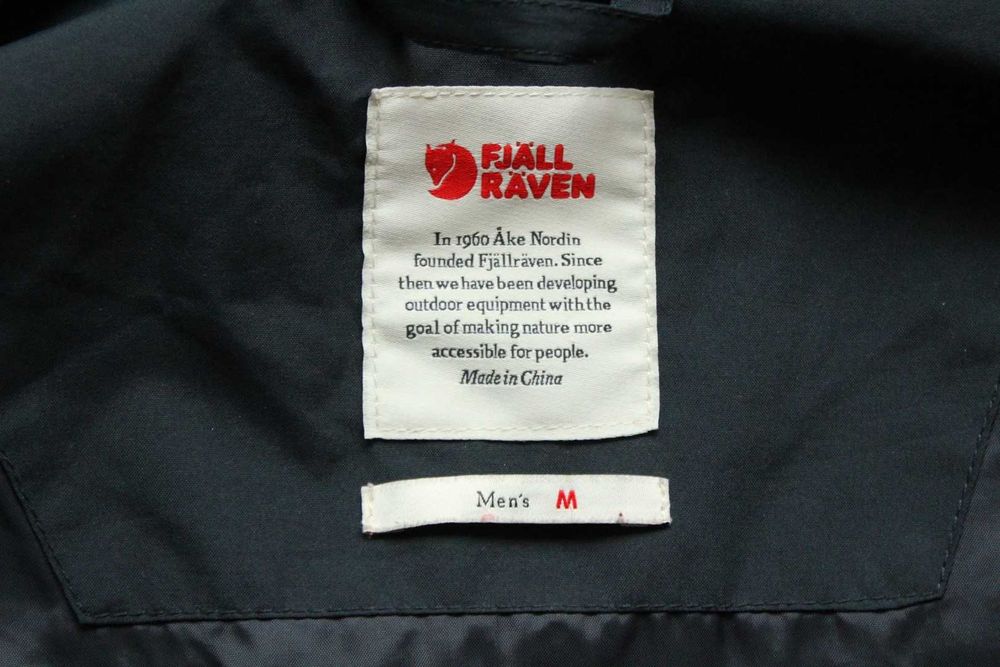 FJÄLL
RÄVEN
In 1960 Åke Nordin
founded Fjällräven. Since
then we have been developing
outdoor equipment with the
goal of making nature more
accessible for people.
Made in China
Men's M